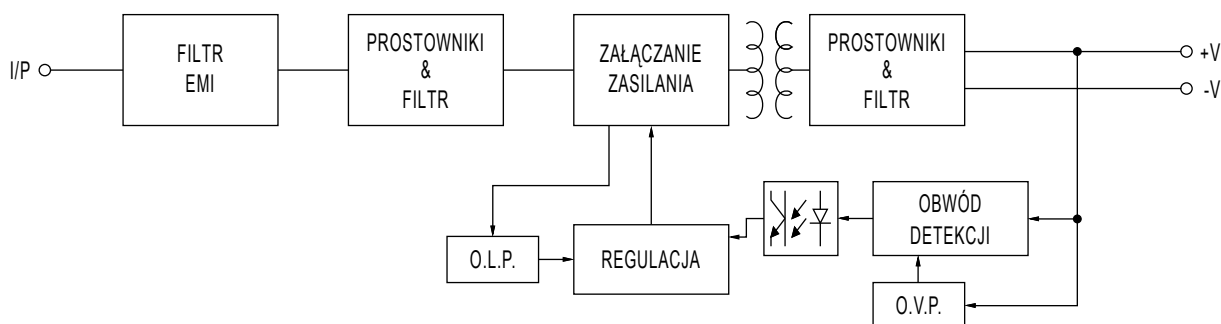 I/P
FILTR
EMI
PROSTOWNIKI
&
FILTR
ZAŁĄCZANIE
ZASILANIA
PROSTOWNIKI
&
FILTR
+V
-V
O.L.P.
REGULACJA
OBWÓD
DETEKCJI
O.V.P.